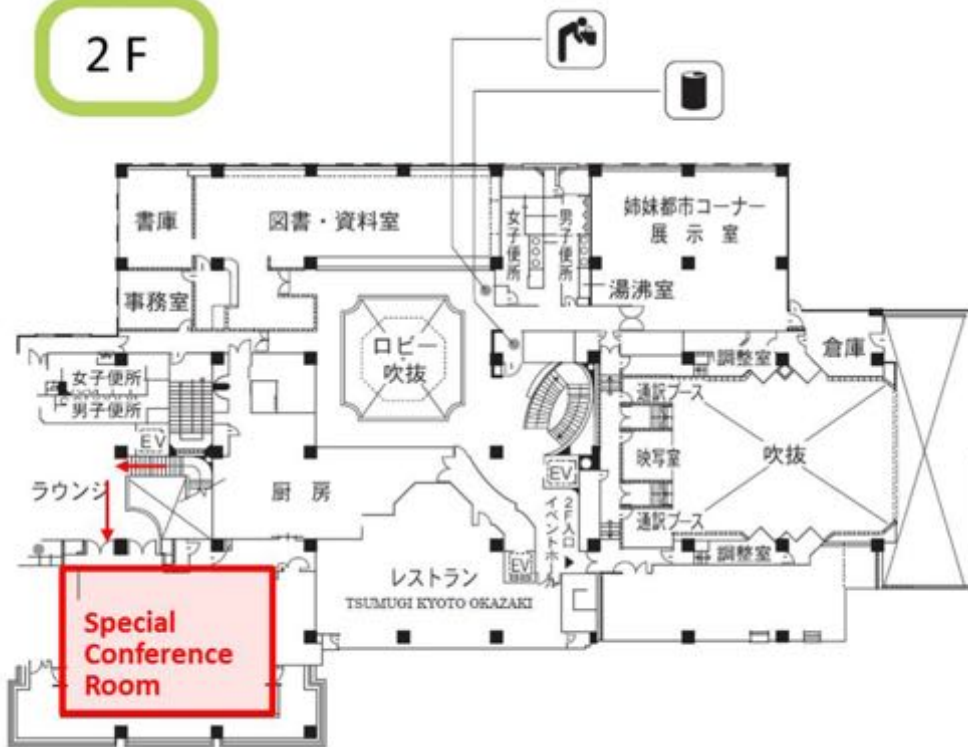 2 F
書庫
図書・資料室
女子便所
男子便所
姉妹都市コーナー
展 示 室
事務室
湯沸室
ロビー
吹抜
調整室
倉庫
女子便所
男子便所
通訳ブース
EV
映写室
吹抜
ラウンジ
厨 房
EV
通訳ブース
2F入口
イベントホール
調整室
EV
レストラン
TSUMUGI KYOTO OKAZAKI
Special
Conference
Room